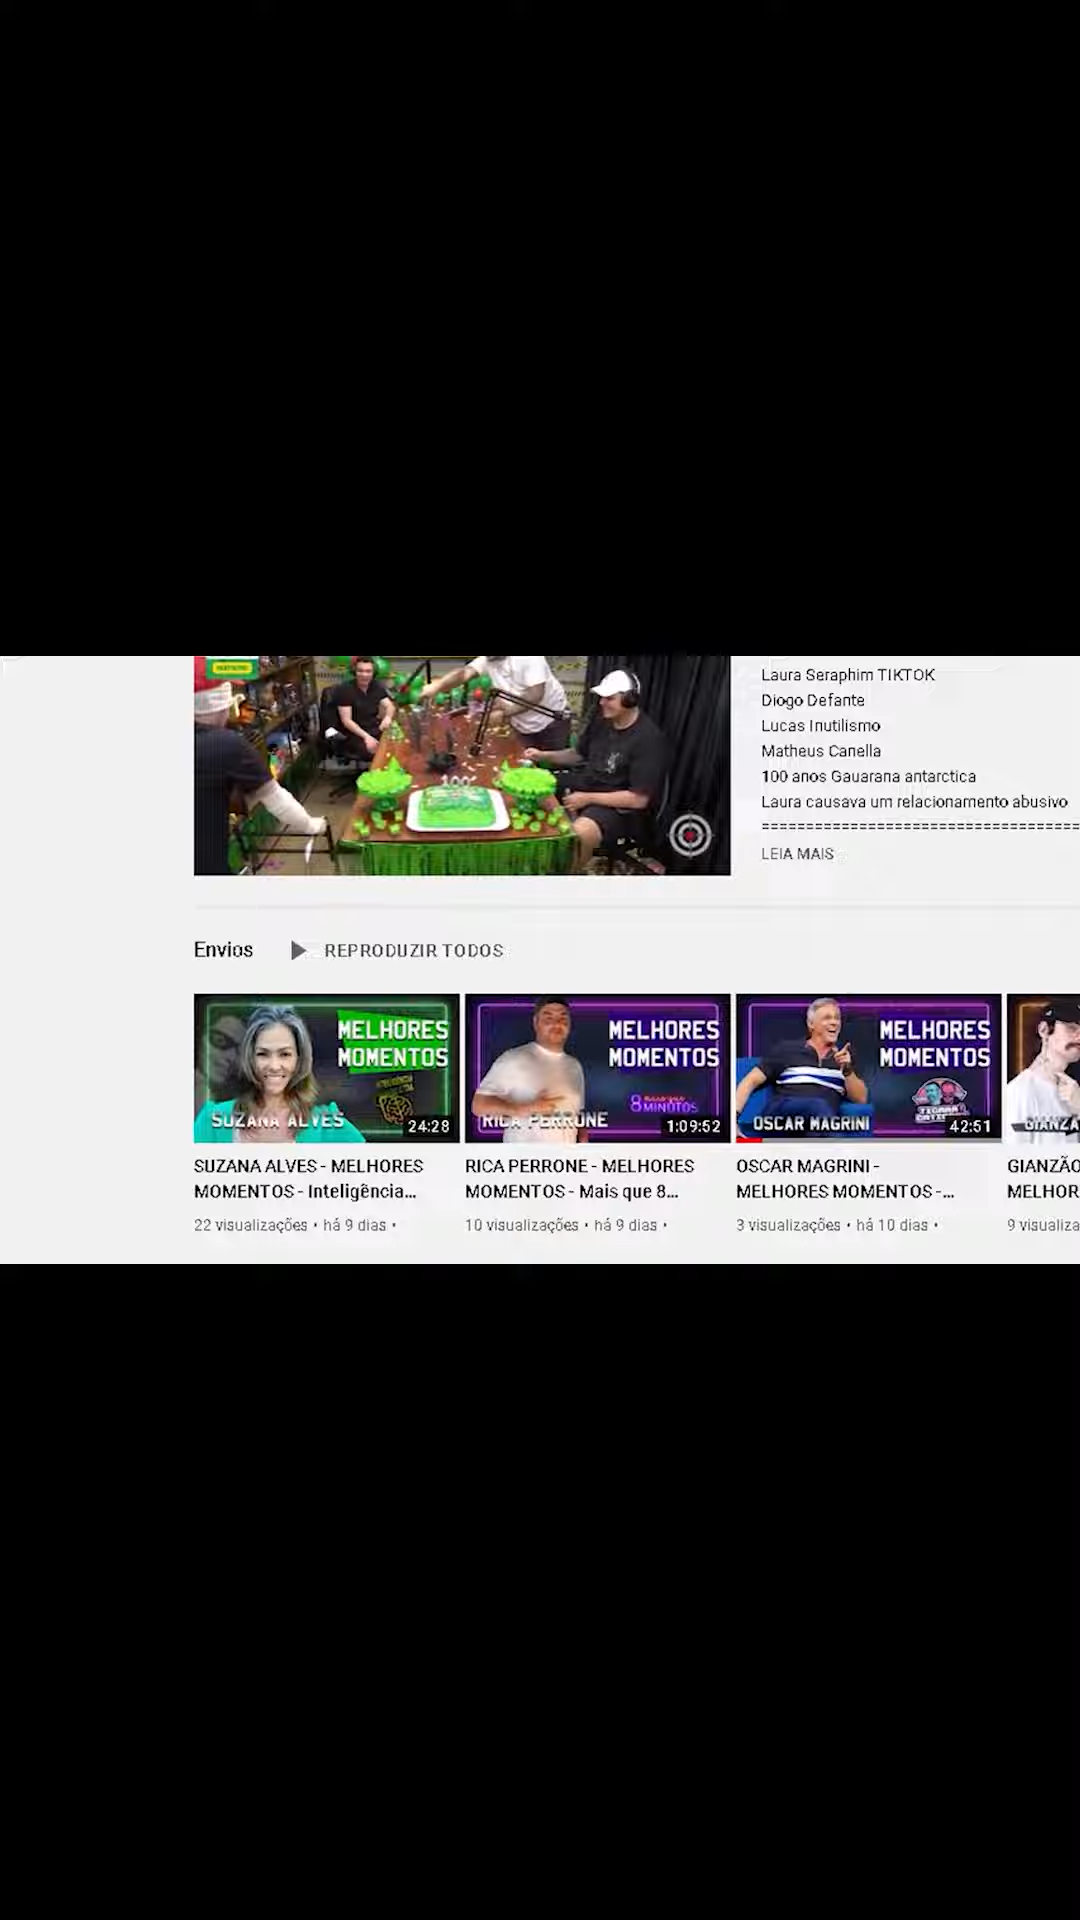 Laura Seraphim TIKTOK
Diogo Defante
Lucas Inutilismo
Matheus Canella
100 anos Gauarana antarctica
Laura causava um relacionamento abusivo
====================================
LEIA MAIS
100
Envios
REPRODUZIR TODOS
MELHORES
MOMENTOS
SUZANA ALVES
24:28
MELHORES
MOMENTOS
8 MINUTOS
RICA PERRONE
1:09:52
MELHORES
MOMENTOS
OSCAR MAGRINI
42:51
GIANZÃ
SUZANA ALVES - MELHORES
MOMENTOS - Inteligência...
22 visualizações • há 9 dias •
RICA PERRONE - MELHORES
MOMENTOS - Mais que 8...
10 visualizações • há 9 dias •
OSCAR MAGRINI -
MELHORES MOMENTOS -...
3 visualizações • há 10 dias •
GIANZÃO
MELHOR
9 visualiza